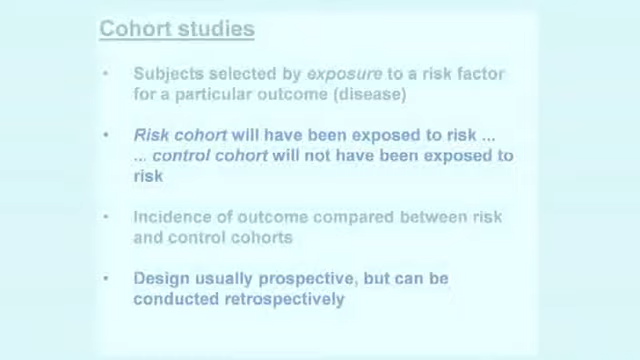 Cohort studies
• Subjects selected by exposure to a risk factor
for a particular outcome (disease)
• Risk cohort will have been exposed to risk ...
... control cohort will not have been exposed to
risk
• Incidence of outcome compared between risk
and control cohorts
• Design usually prospective, but can be
conducted retrospectively